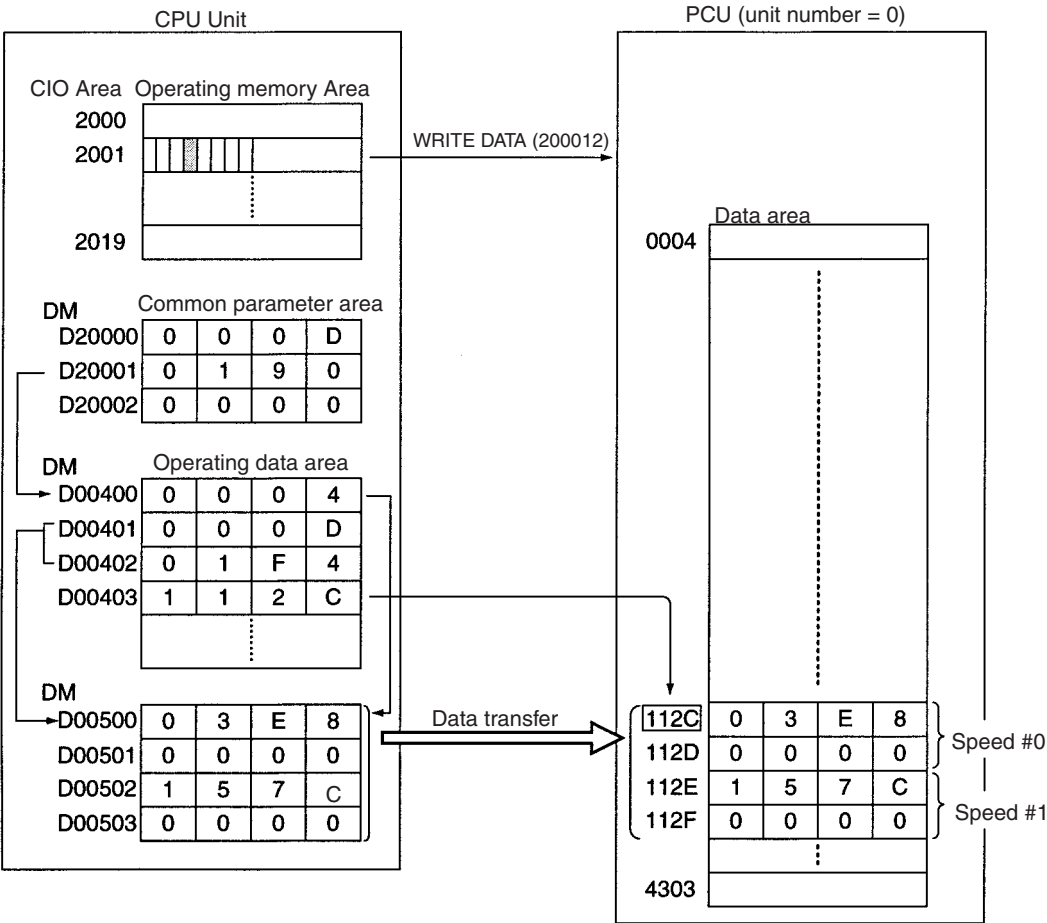 CPU Unit
PCU (unit number = 0)
CIO Area Operating memory Area
2000
2001
WRITE DATA (200012)
2019
Data area
0004
DM
Common parameter area
D20000 0 0 0 D
D20001 0 1 9 0
D20002 0 0 0 0
DM
Operating data area
D00400 0 0 0 4
D00401 0 0 0 D
D00402 0 1 F 4
D00403 1 1 2 C
DM
D00500 0 3 E 8
D00501 0 0 0 0
D00502 1 5 7 C
D00503 0 0 0 0
Data transfer
112C 0 3 E 8
112D 0 0 0 0
112E 1 5 7 C
112F 0 0 0 0
Speed #0
Speed #1
4303